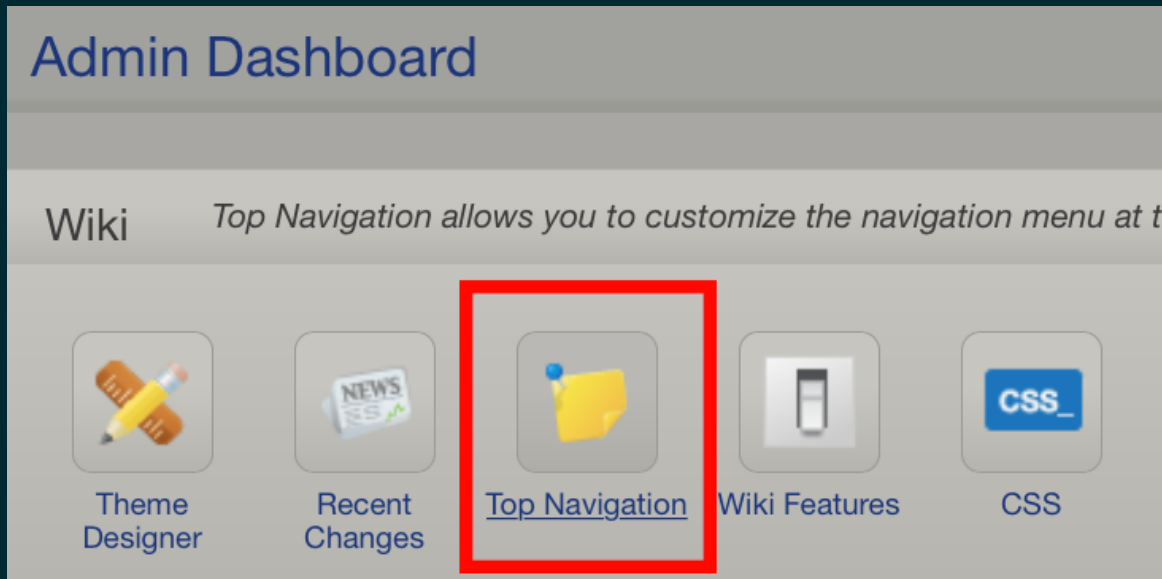 Admin Dashboard
Wiki
Top Navigation allows you to customize the navigation menu at t
NEWS
CSS_
Theme
Designer
Recent
Changes
Top Navigation
Wiki Features
CSS